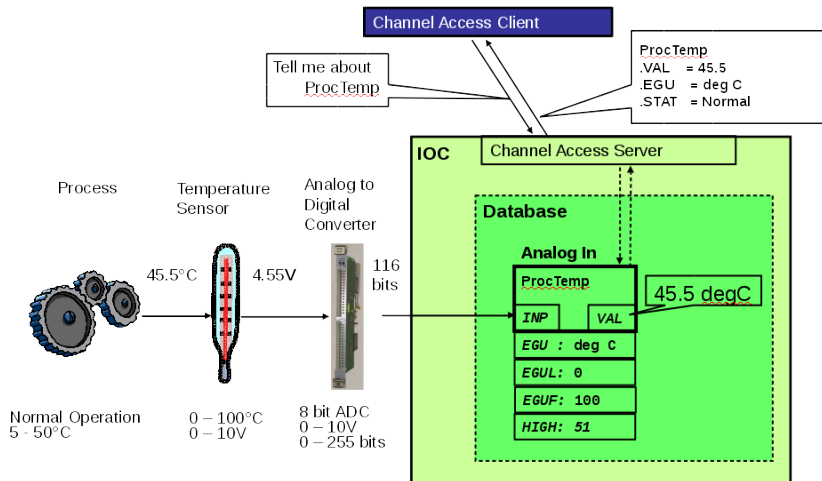 Channel Access Client
Tell me about
ProcTemp
ProcTemp
.VAL = 45.5
.EGU = deg C
.STAT = Normal
IOC
Channel Access Server
Process
Temperature
Sensor
Analog to
Digital
Converter
Database
Analog In
45.5°C
4.55V
116
bits
ProcTemp
45.5 degC
INP
VAL
EGU : deg C
EGUL: 0
EGUF: 100
HIGH: 51
Normal Operation
5 - 50°C
0 – 100°C
0 – 10V
8 bit ADC
0 – 10V
0 – 255 bits